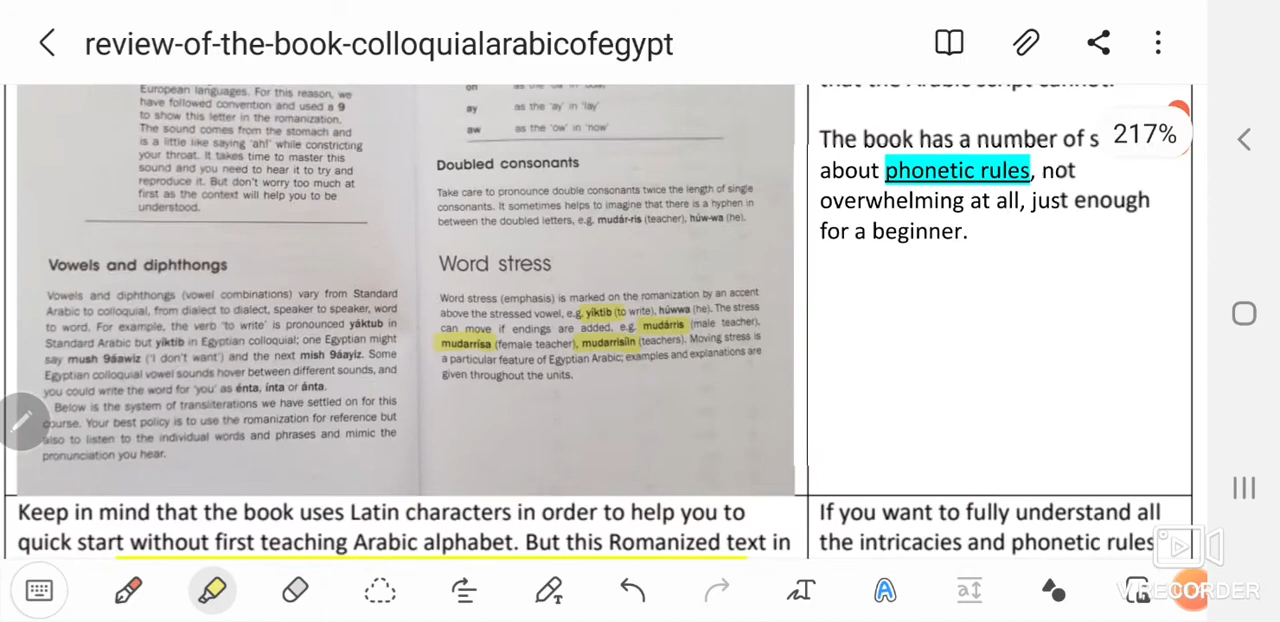 review-of-the-book-colloquialarabicofegypt
European languages. For this reason, we
have followed convention and used a 9
to show this letter in the romanization.
The sound comes from the stomach and
is a little like saying 'ah!' while constricting
your throat. It takes time to master this
sound and you need to hear it to try and
reproduce it. But don't worry too much at
first as the context will help you to be
understood.
Vowels and diphthongs
Vowels and diphthongs (vowel combinations) vary from Standard
Arabic to colloquial, from dialect to dialect, speaker to speaker, word
to word. For example, the verb 'to write' is pronounced yáktub in
Standard Arabic but yíktib in Egyptian colloquial; one Egyptian might
say mush 9áawiz ('I don't want') and the next mish 9áayiz. Some
Egyptian colloquial vowel sounds hover between different sounds, and
you could write the word for 'you' as énta, ínta or ánta.
Below is the system of transliterations we have settled on for this
course. Your best policy is to use the romanization for reference but
also to listen to the individual words and phrases and mimic the
pronunciation you hear.
ay as the 'ay' in 'lay'
aw as the 'ow' in 'now'
Doubled consonants
Take care to pronounce double consonants twice the length of single
consonants. It sometimes helps to imagine that there is a hyphen in
between the doubled letters, e.g. mudár-ris (teacher), húw-wa (he).
Word stress
Word stress (emphasis) is marked on the romanization by an accent
above the stressed vowel, e.g. yíktib (to write), húwwa (he). The stress
can move if endings are added, e.g. mudárris (male teacher),
mudarrísa (female teacher), mudarrisíin (teachers). Moving stress is
a particular feature of Egyptian Arabic; examples and explanations are
given throughout the units.
that the Arabic script cannot.
The book has a number of s
217%
about phonetic rules, not
overwhelming at all, just enough
for a beginner.
Keep in mind that the book uses Latin characters in order to help you to
quick start without first teaching Arabic alphabet. But this Romanized text in
If you want to fully understand all
the intricacies and phonetic rules
V RECORDER